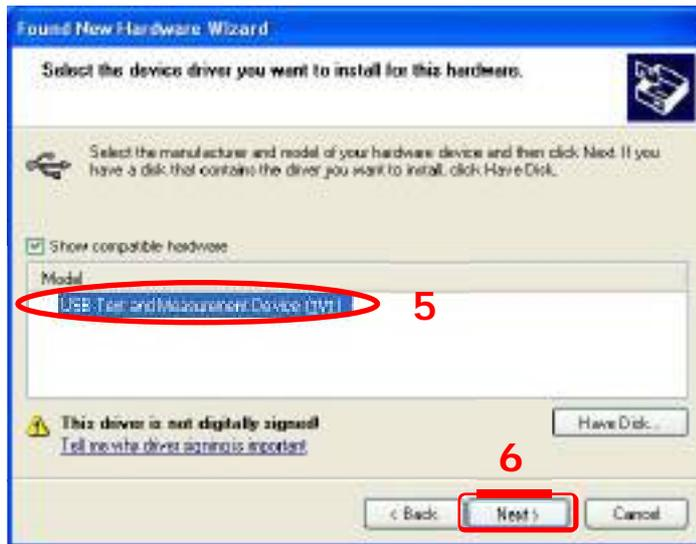 Found New Hardware Wizard
Select the device driver you want to install for this hardware.
Select the manufacturer and model of your hardware device and then click Next. If you
have a disk that contains the driver you want to install, click Have Disk.
Show compatible hardware
Model
USB Test and Measurement Device
5
This driver is not digitally signed!
Have Disk...
Tell me why driver signing is important
6
< Back
Next >
Cancel